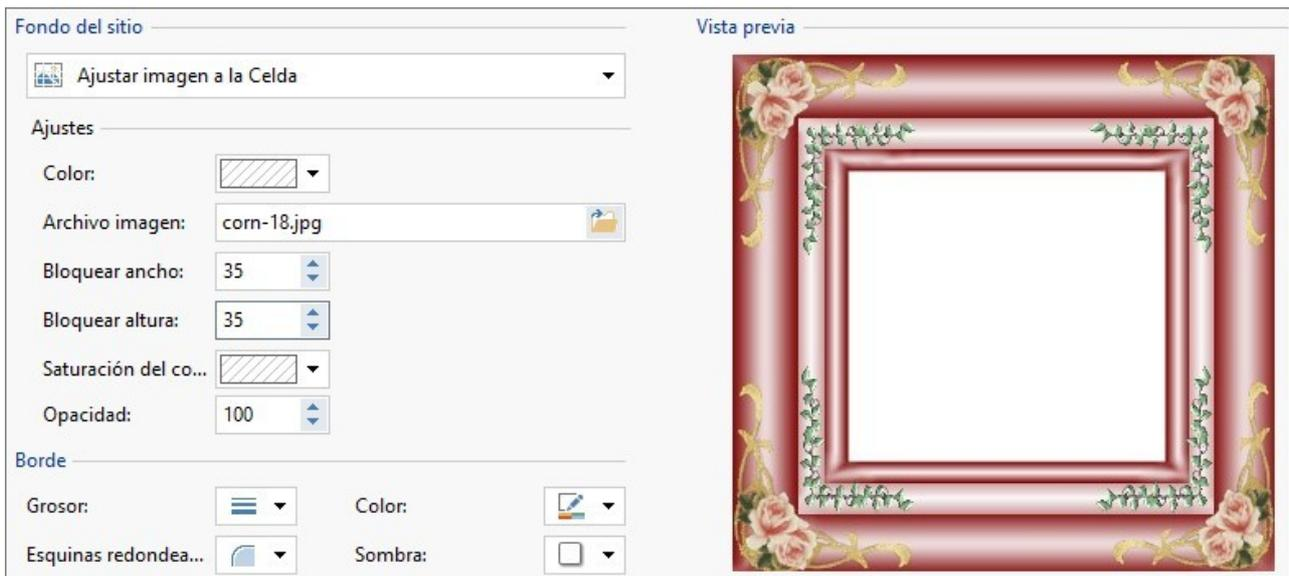 Fondo del sitio
Vista previa
Ajustar imagen a la Celda
Ajustes
Color:
Archivo imagen: corn-18.jpg
Bloquear ancho: 35
Bloquear altura: 35
Saturación del co...
Opacidad: 100
Borde
Grosor: Color:
Esquinas redondea... Sombra: